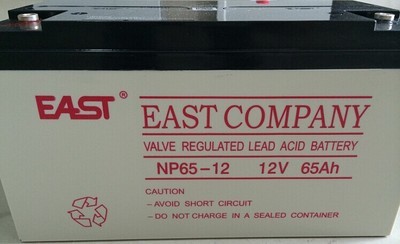 EAST®
EAST COMPANY
VALVE REGULATED LEAD ACID BATTERY
NP65-12 12V 65Ah
CAUTION
- AVOID SHORT CIRCUIT
- DO NOT CHARGE IN A SEALED CONTAINER